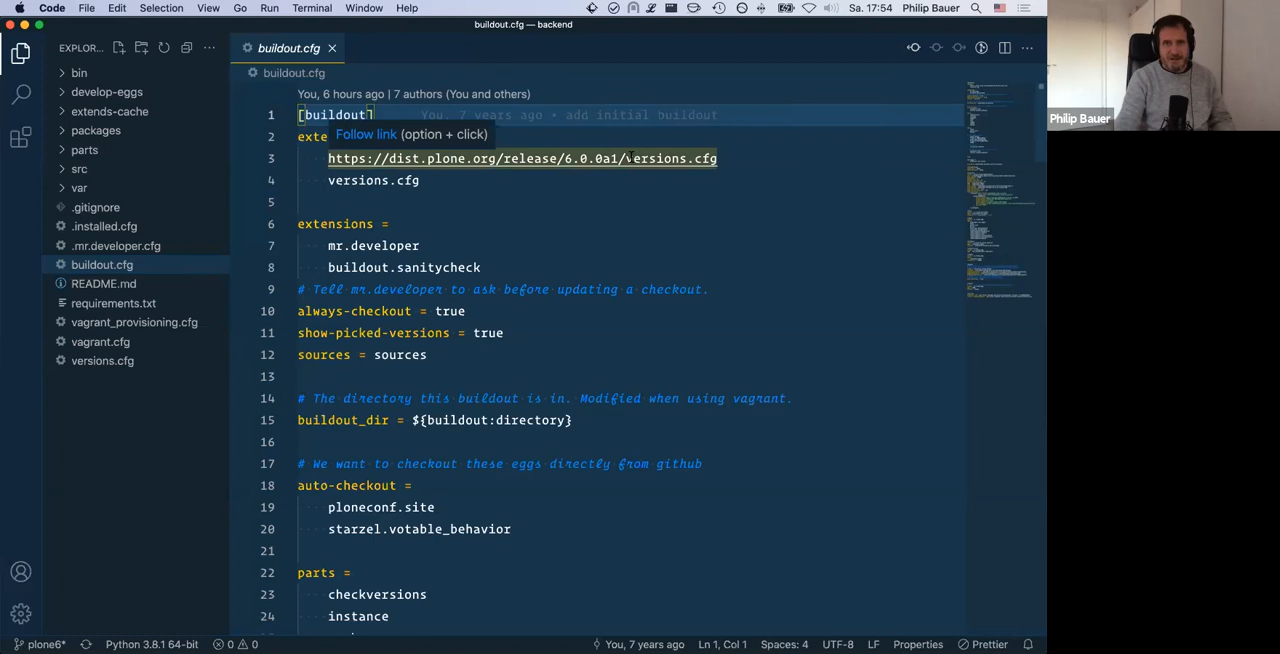 Code File Edit Selection View Go Run Terminal Window Help Sa. 17:54 Philip Bauer
buildout.cfg — backend
EXPLOR...
buildout.cfg
bin
develop-eggs
extends-cache
packages
parts
src
var
.gitignore
.installed.cfg
.mr.developer.cfg
buildout.cfg
README.md
requirements.txt
vagrant_provisioning.cfg
vagrant.cfg
versions.cfg
buildout.cfg
You, 6 hours ago | 7 authors (You and others)
1 [buildout] You, 7 years ago • add initial buildout
Follow link (option + click)
2 exte
3 https://dist.plone.org/release/6.0.0a1/versions.cfg
4 versions.cfg
5
6 extensions =
7 mr.developer
8 buildout.sanitycheck
9 # Tell mr.developer to ask before updating a checkout.
10 always-checkout = true
11 show-picked-versions = true
12 sources = sources
13
14 # The directory this buildout is in. Modified when using vagrant.
15 buildout_dir = ${buildout:directory}
16
17 # We want to checkout these eggs directly from github
18 auto-checkout =
19 ploneconf.site
20 starzel.votable_behavior
21
22 parts =
23 checkversions
24 instance
Philip Bauer
plone6* Python 3.8.1 64-bit 0 0 You, 7 years ago Ln 1, Col 1 Spaces: 4 UTF-8 LF Properties Prettier